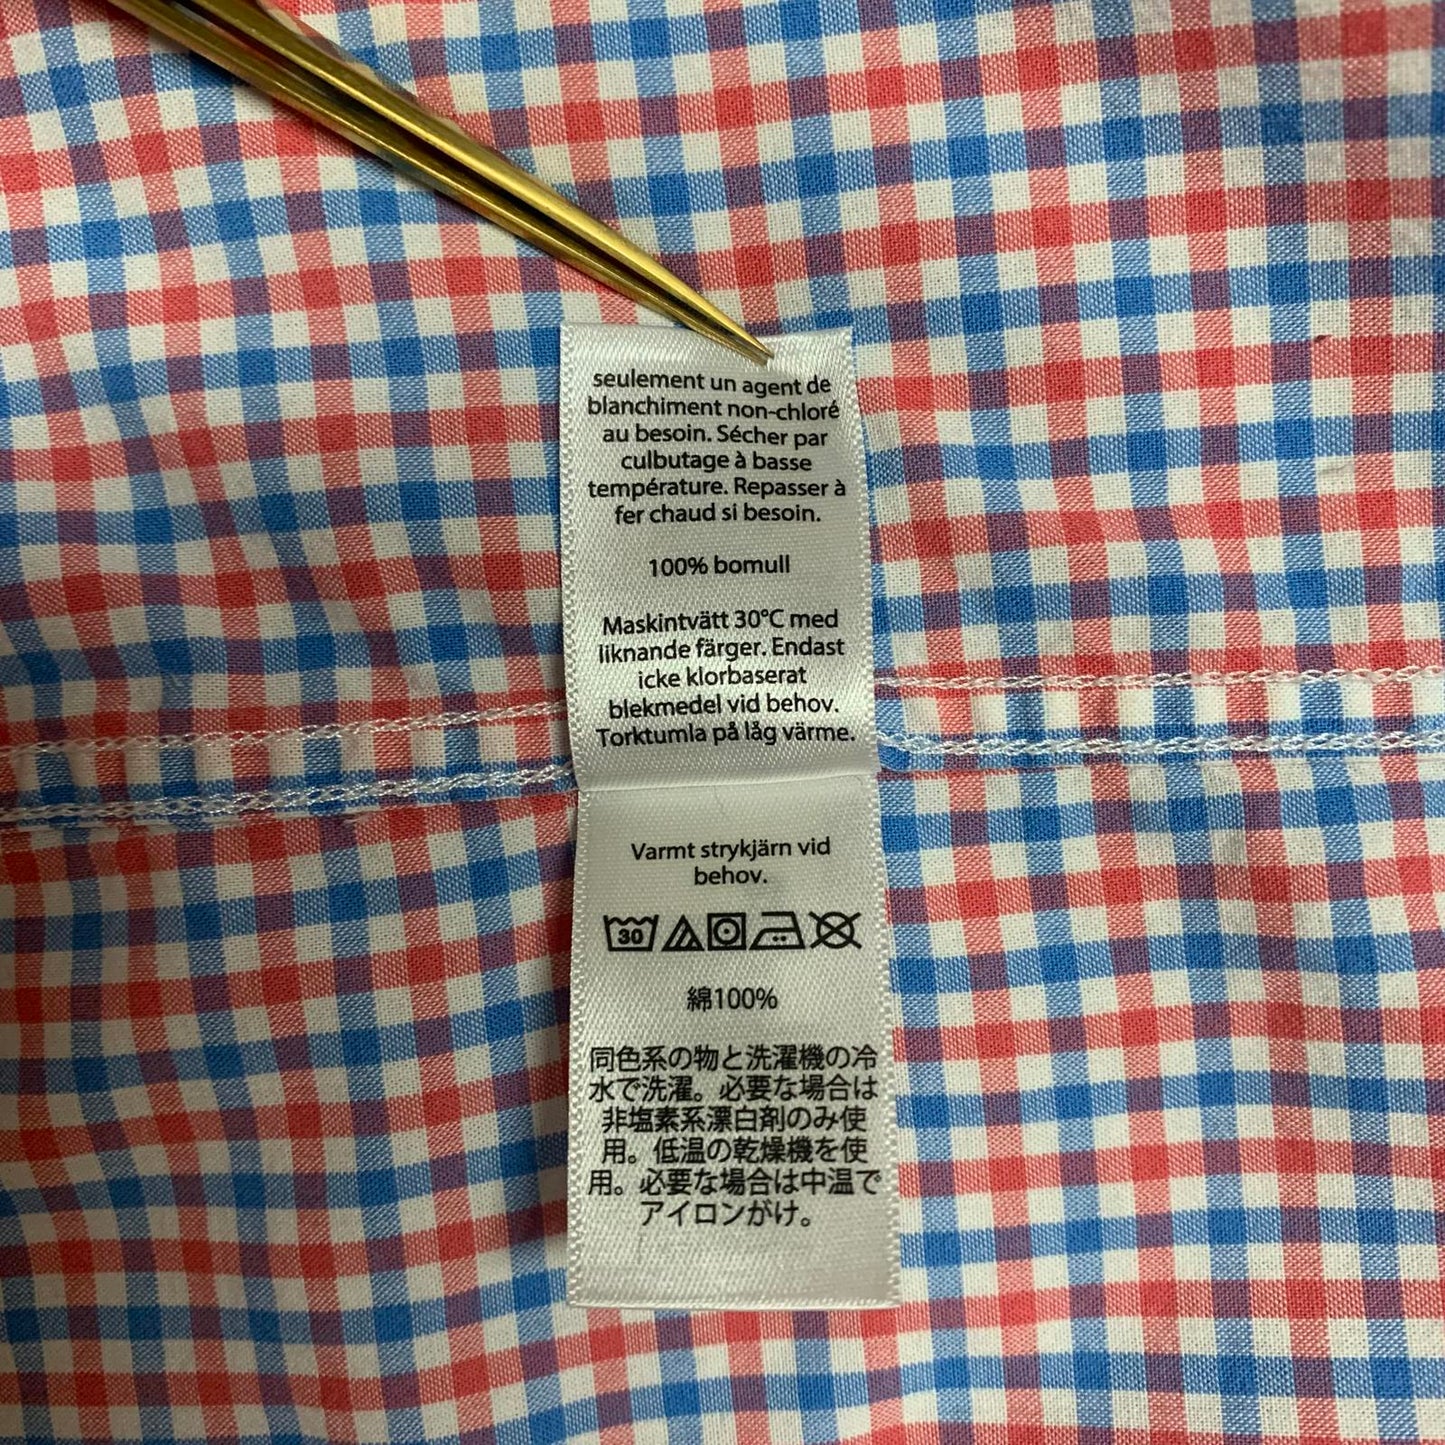 seulement un agent de
blanchiment non-chloré
au besoin. Sécher par
culbutage à basse
température. Repasser à
fer chaud si besoin.
100% bomull
Maskintvätt 30°C med
liknande färger. Endast
icke klorbaserat
blekmedel vid behov.
Torktumla på låg värme.
Varmt strykjärn vid
behov.
30
綿100%
同色系の物と洗濯機の冷
水で洗濯。必要な場合は
非塩素系漂白剤のみ使
用。低温の乾燥機を使
用。必要な場合は中温で
アイロンがけ。